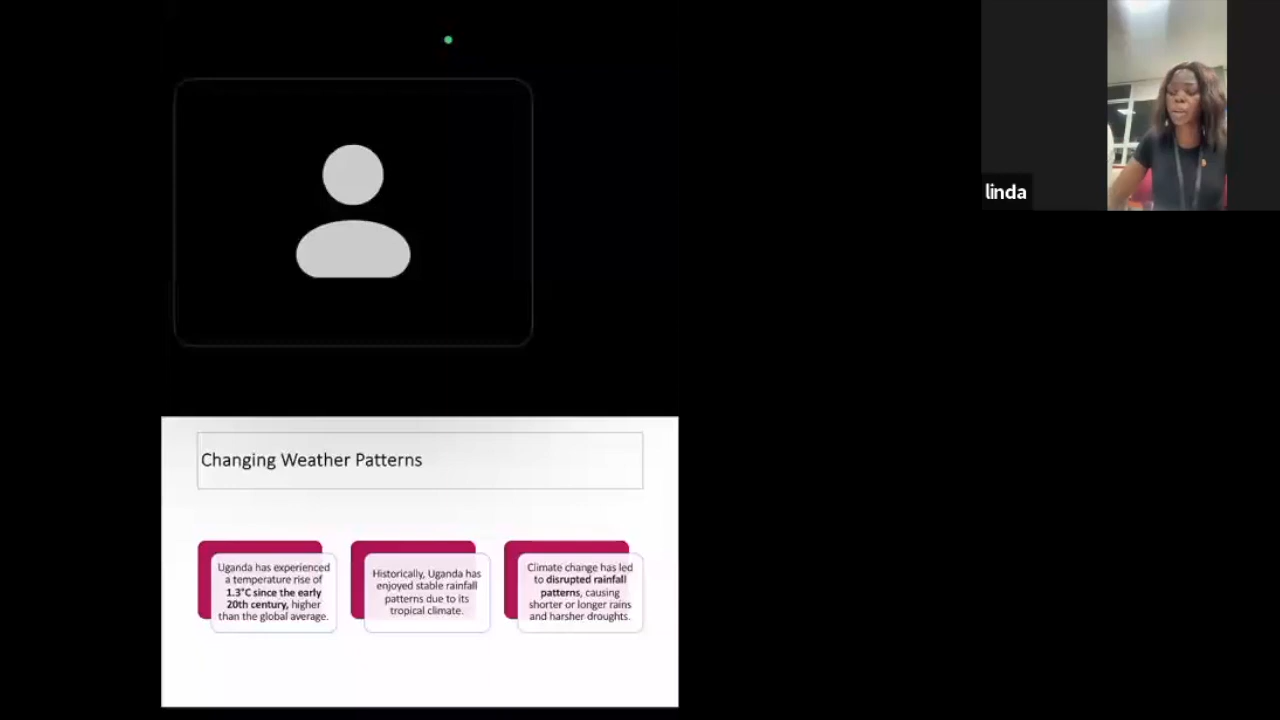 linda
Changing Weather Patterns
Uganda has experienced
a temperature rise of
1.3°C since the early
20th century, higher
than the global average.
Historically, Uganda has
enjoyed stable rainfall
patterns due to its
tropical climate.
Climate change has led
to disrupted rainfall
patterns, causing
shorter or longer rains
and harsher droughts.